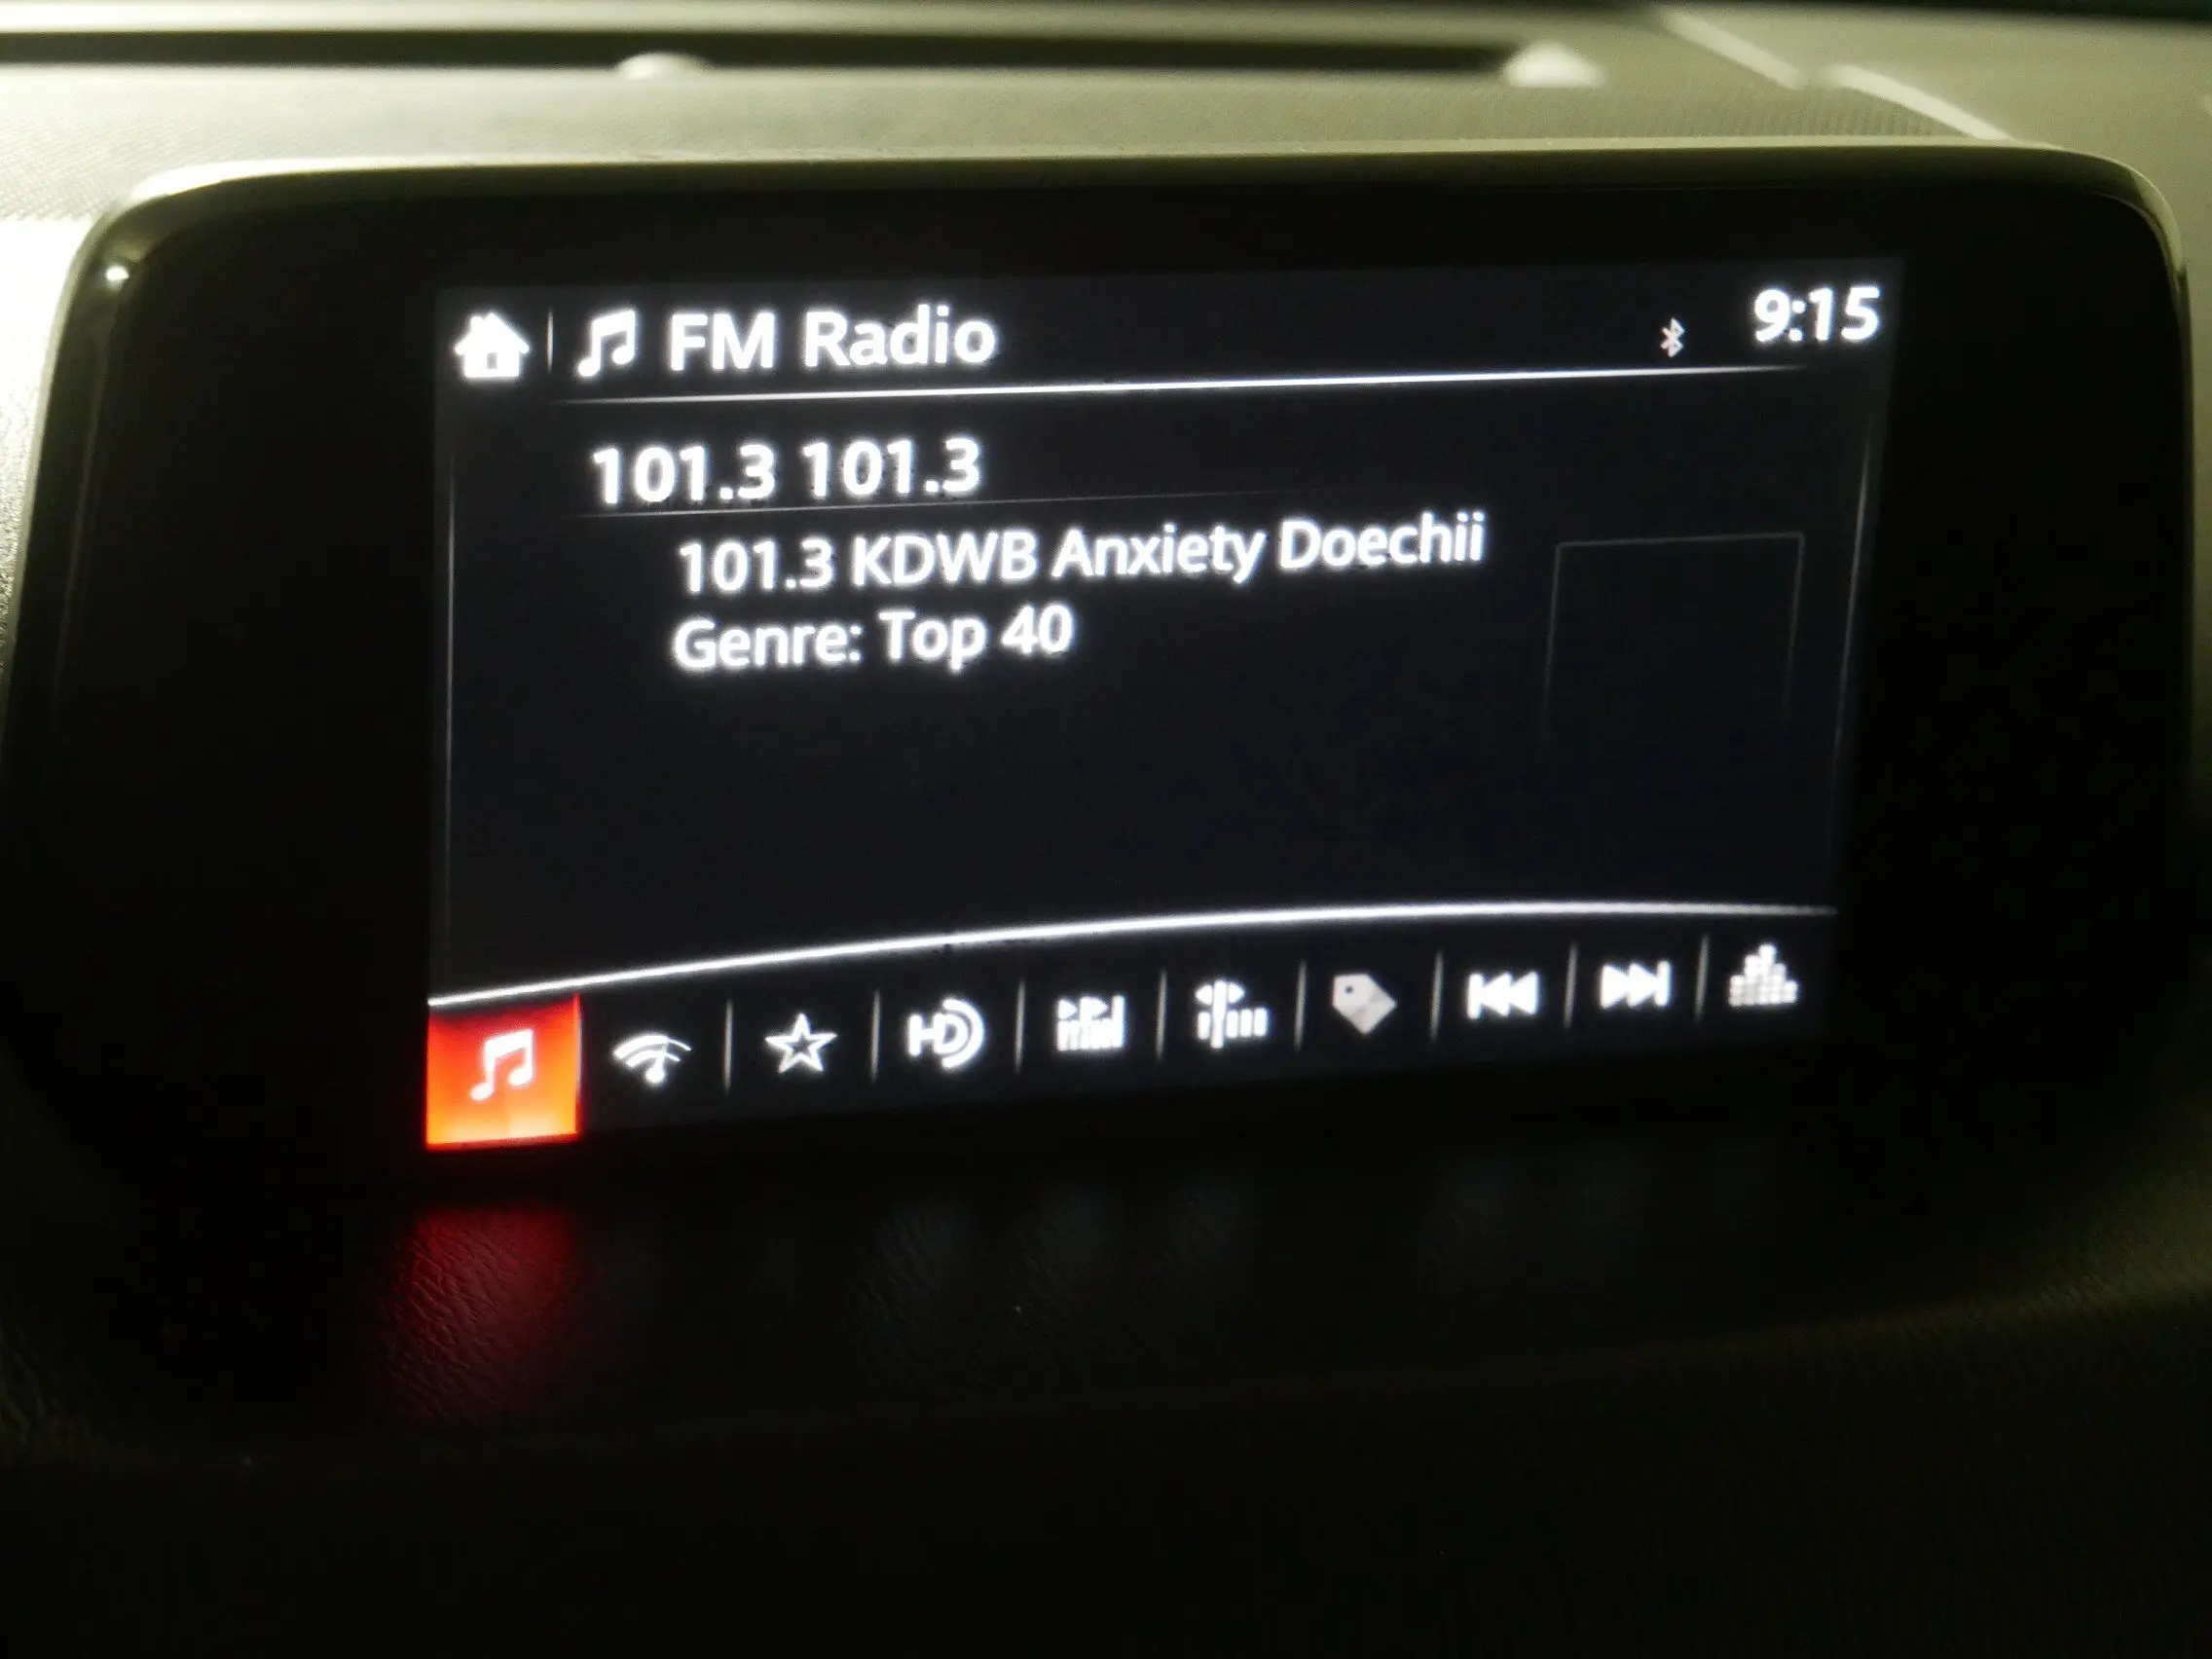 FM Radio
9:15
101.3 101.3
101.3 KDWB Anxiety Doechii
Genre: Top 40
HD